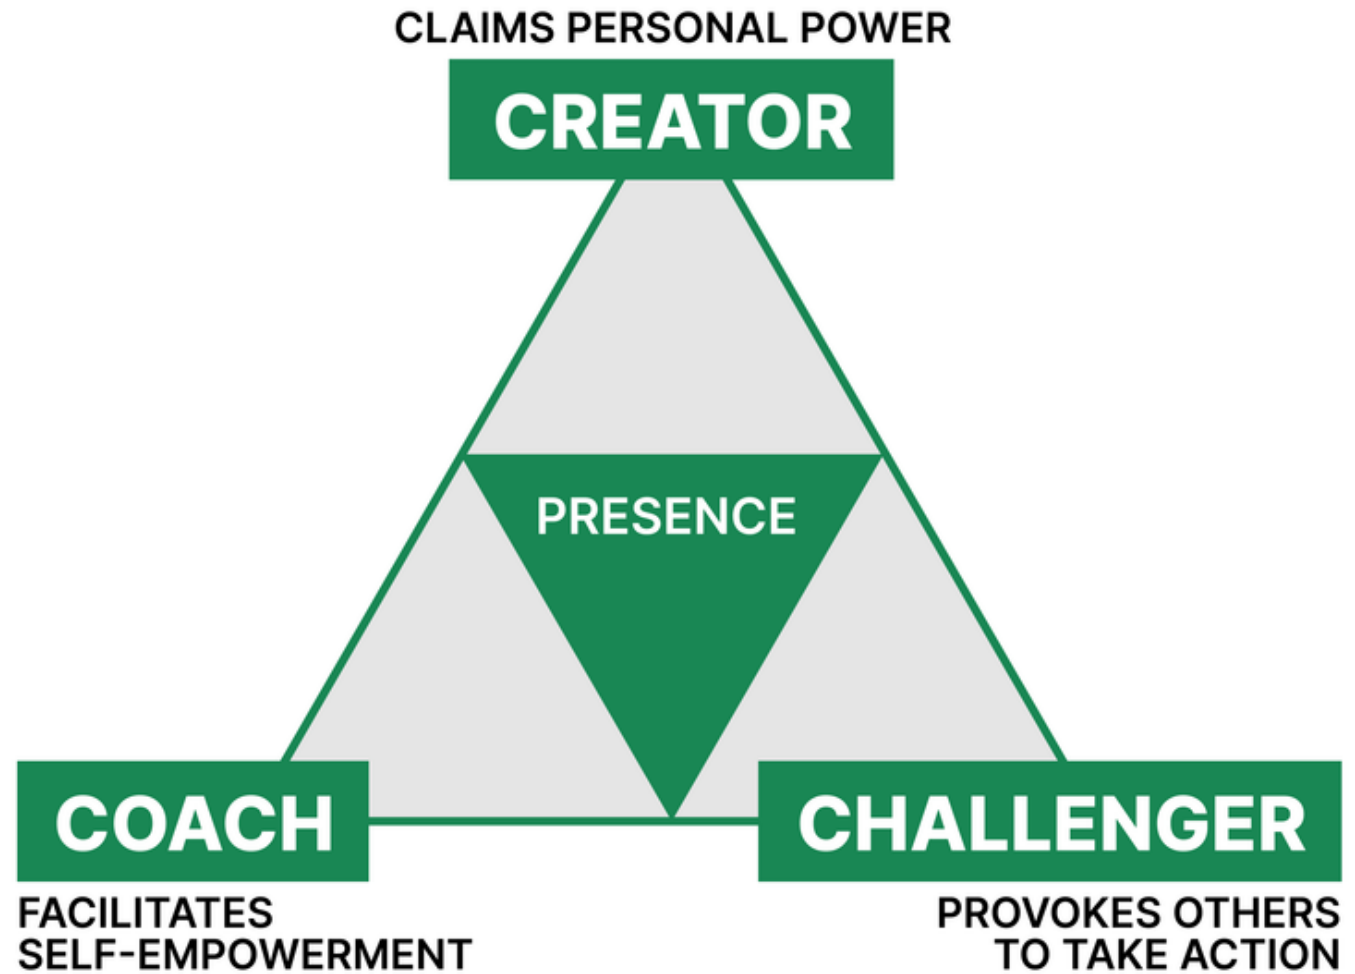 CLAIMS PERSONAL POWER
CREATOR
PRESENCE
COACH
CHALLENGER
FACILITATES
SELF-EMPOWERMENT
PROVOKES OTHERS
TO TAKE ACTION